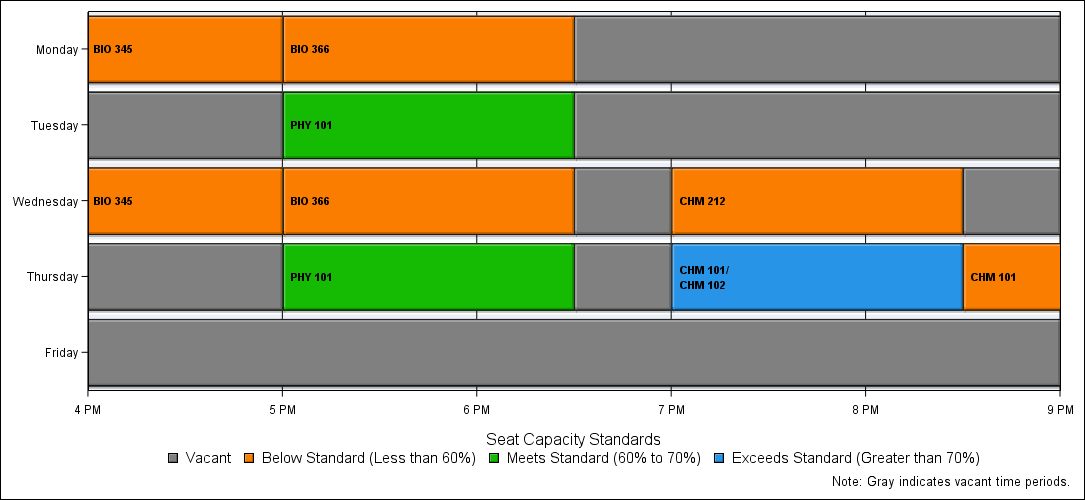 Monday
BIO 345
BIO 366
Tuesday
PHY 101
Wednesday
BIO 345
BIO 366
CHM 212
Thursday
PHY 101
CHM 101/
CHM 102
CHM 101
Friday
4 PM
5 PM
6 PM
7 PM
8 PM
9 PM
Seat Capacity Standards
Vacant
Below Standard (Less than 60%)
Meets Standard (60% to 70%)
Exceeds Standard (Greater than 70%)
Note: Gray indicates vacant time periods.